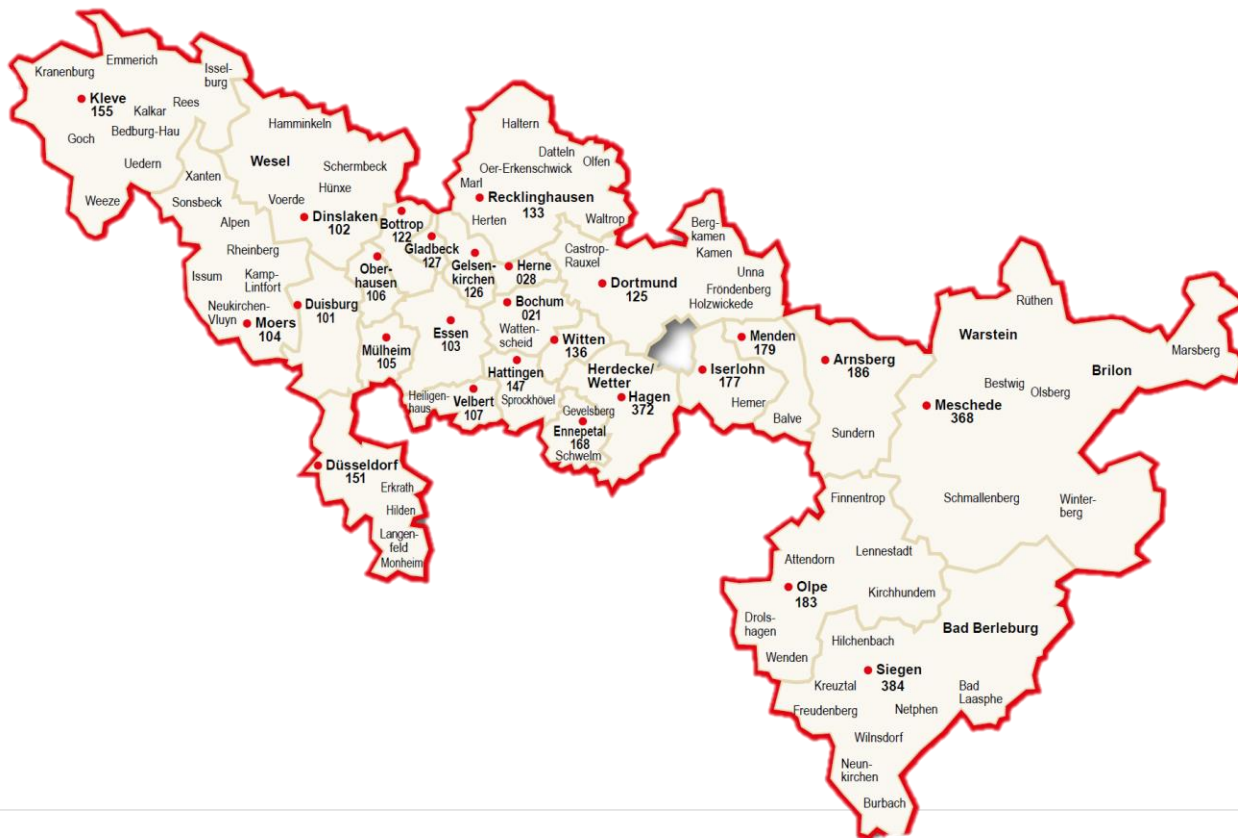 Kranenburg
Emmerich
Issel-
burg
Kleve
155
Kalkar
Rees
Goch
Bedburg-Hau
Uedern
Weeze
Hamminkeln
Wesel
Schermbeck
Hünxe
Voerde
Dinslaken
102
Xanten
Sonsbeck
Alpen
Rheinberg
Issum
Kamp-
Lintfort
Neukirchen-
Vluyn
Moers
104
Duisburg
101
Bottrop
122
Gladbeck
127
Ober-
hausen
106
Gelsen-
kirchen
126
Haltern
Datteln
Oer-Erkenschwick
Olfen
Marl
Recklinghausen
133
Herten
Waltrop
Castrop-
Rauxel
Herne
028
Dortmund
125
Berg-
kamen
Kamen
Unna
Fröndenberg
Holzwickede
Bochum
021
Watten-
scheid
Essen
103
Mülheim
105
Witten
136
Hattingen
147
Sprockhövel
Heiligen-
haus
Velbert
107
Herdecke/
Wetter
Hagen
372
Gevelsberg
Ennepetal
168
Schwelm
Menden
179
Iserlohn
177
Hemer
Balve
Arnsberg
186
Sundern
Rüthen
Warstein
Marsberg
Brilon
Bestwig
Olsberg
Meschede
368
Schmallenberg
Winter-
berg
Düsseldorf
151
Erkrath
Hilden
Langen-
feld
Monheim
Finnentrop
Attendorn
Lennestadt
Olpe
183
Kirchhundem
Drols-
hagen
Wenden
Bad Berleburg
Hilchenbach
Siegen
384
Kreuztal
Bad
Laasphe
Freudenberg
Netphen
Wilnsdorf
Neun-
kirchen
Burbach